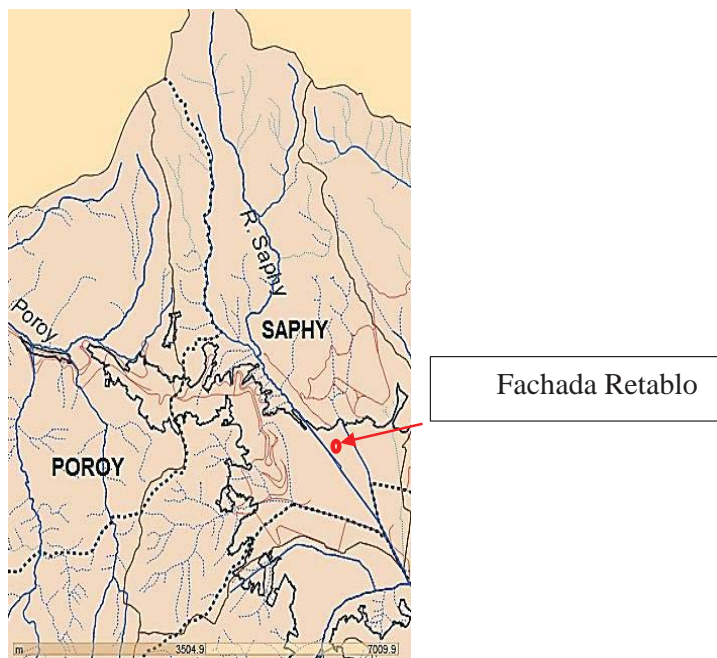 R. Saphy
Poroy
SAPHY
Fachada Retablo
POROY
m 3504.9 7009.9